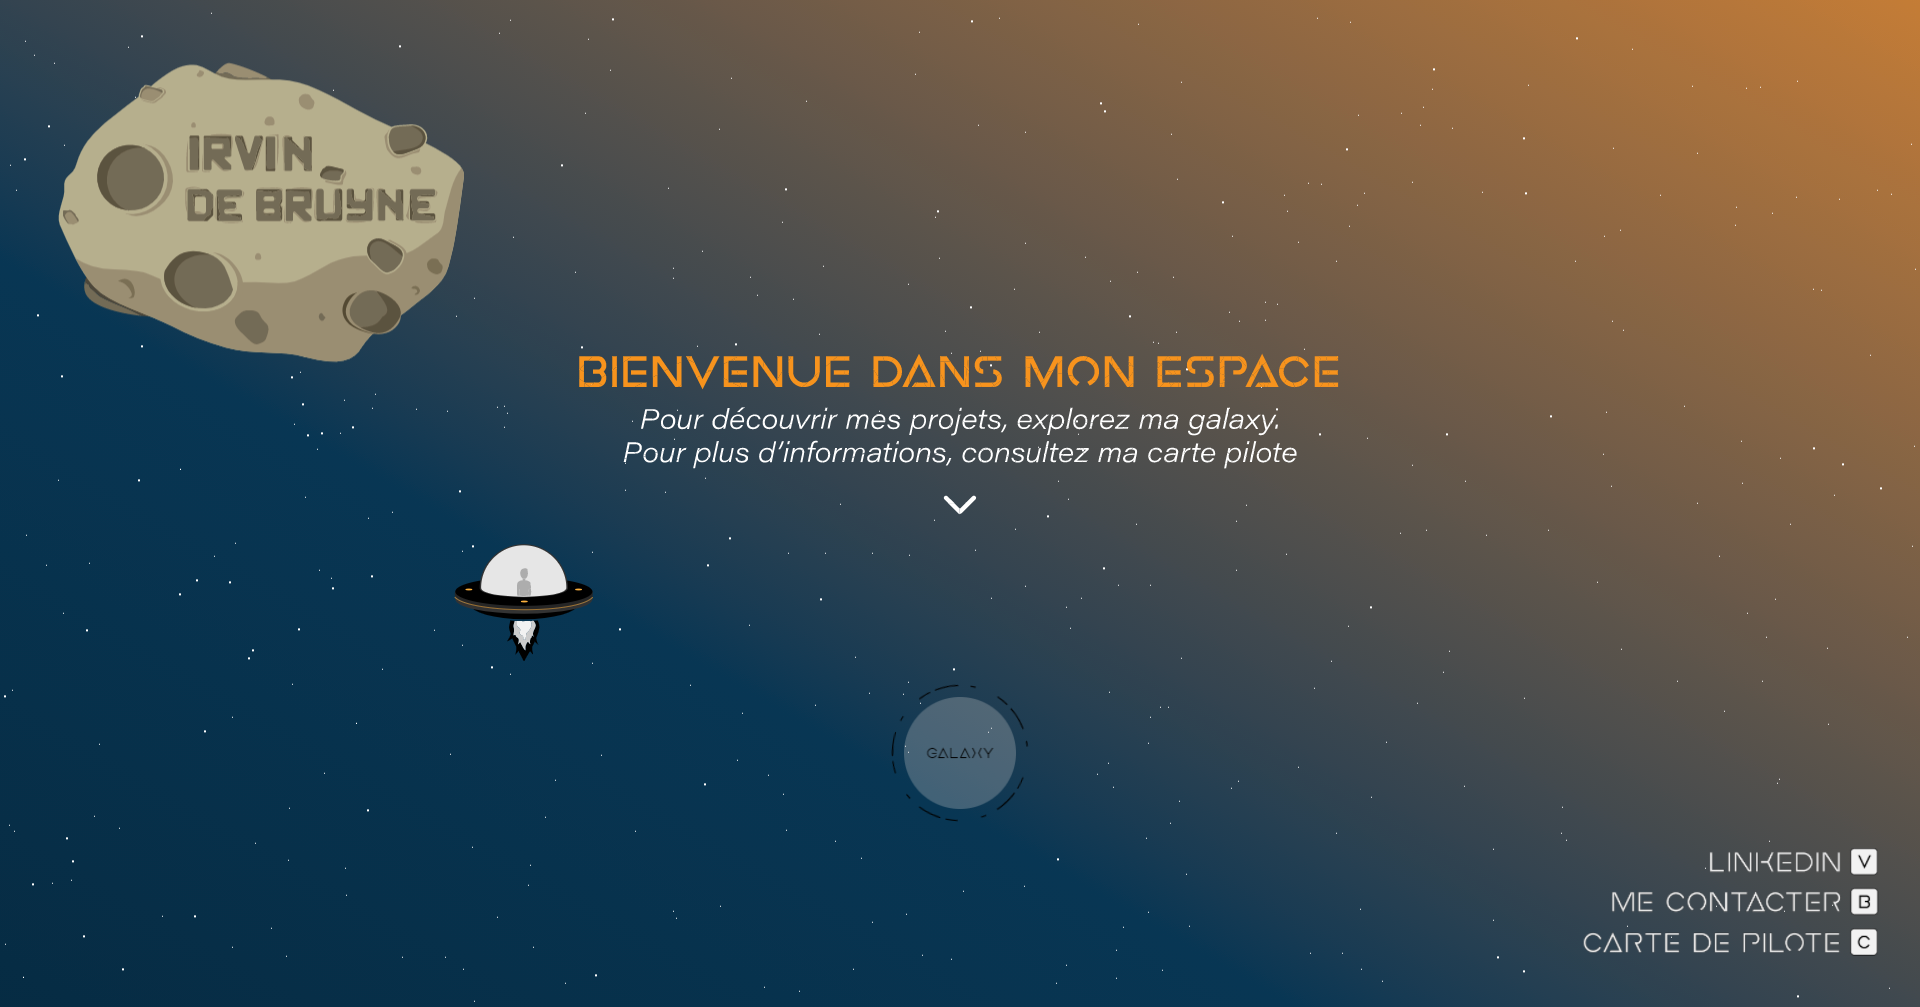 IRVIN
DE BRUYNE
BIENVENUE DANS MON ESPACE
Pour découvrir mes projets, explorez ma galaxy.
Pour plus d’informations, consultez ma carte pilote
GALAXY
LINKEDIN V
ME CONTACTER B
CARTE DE PILOTE C